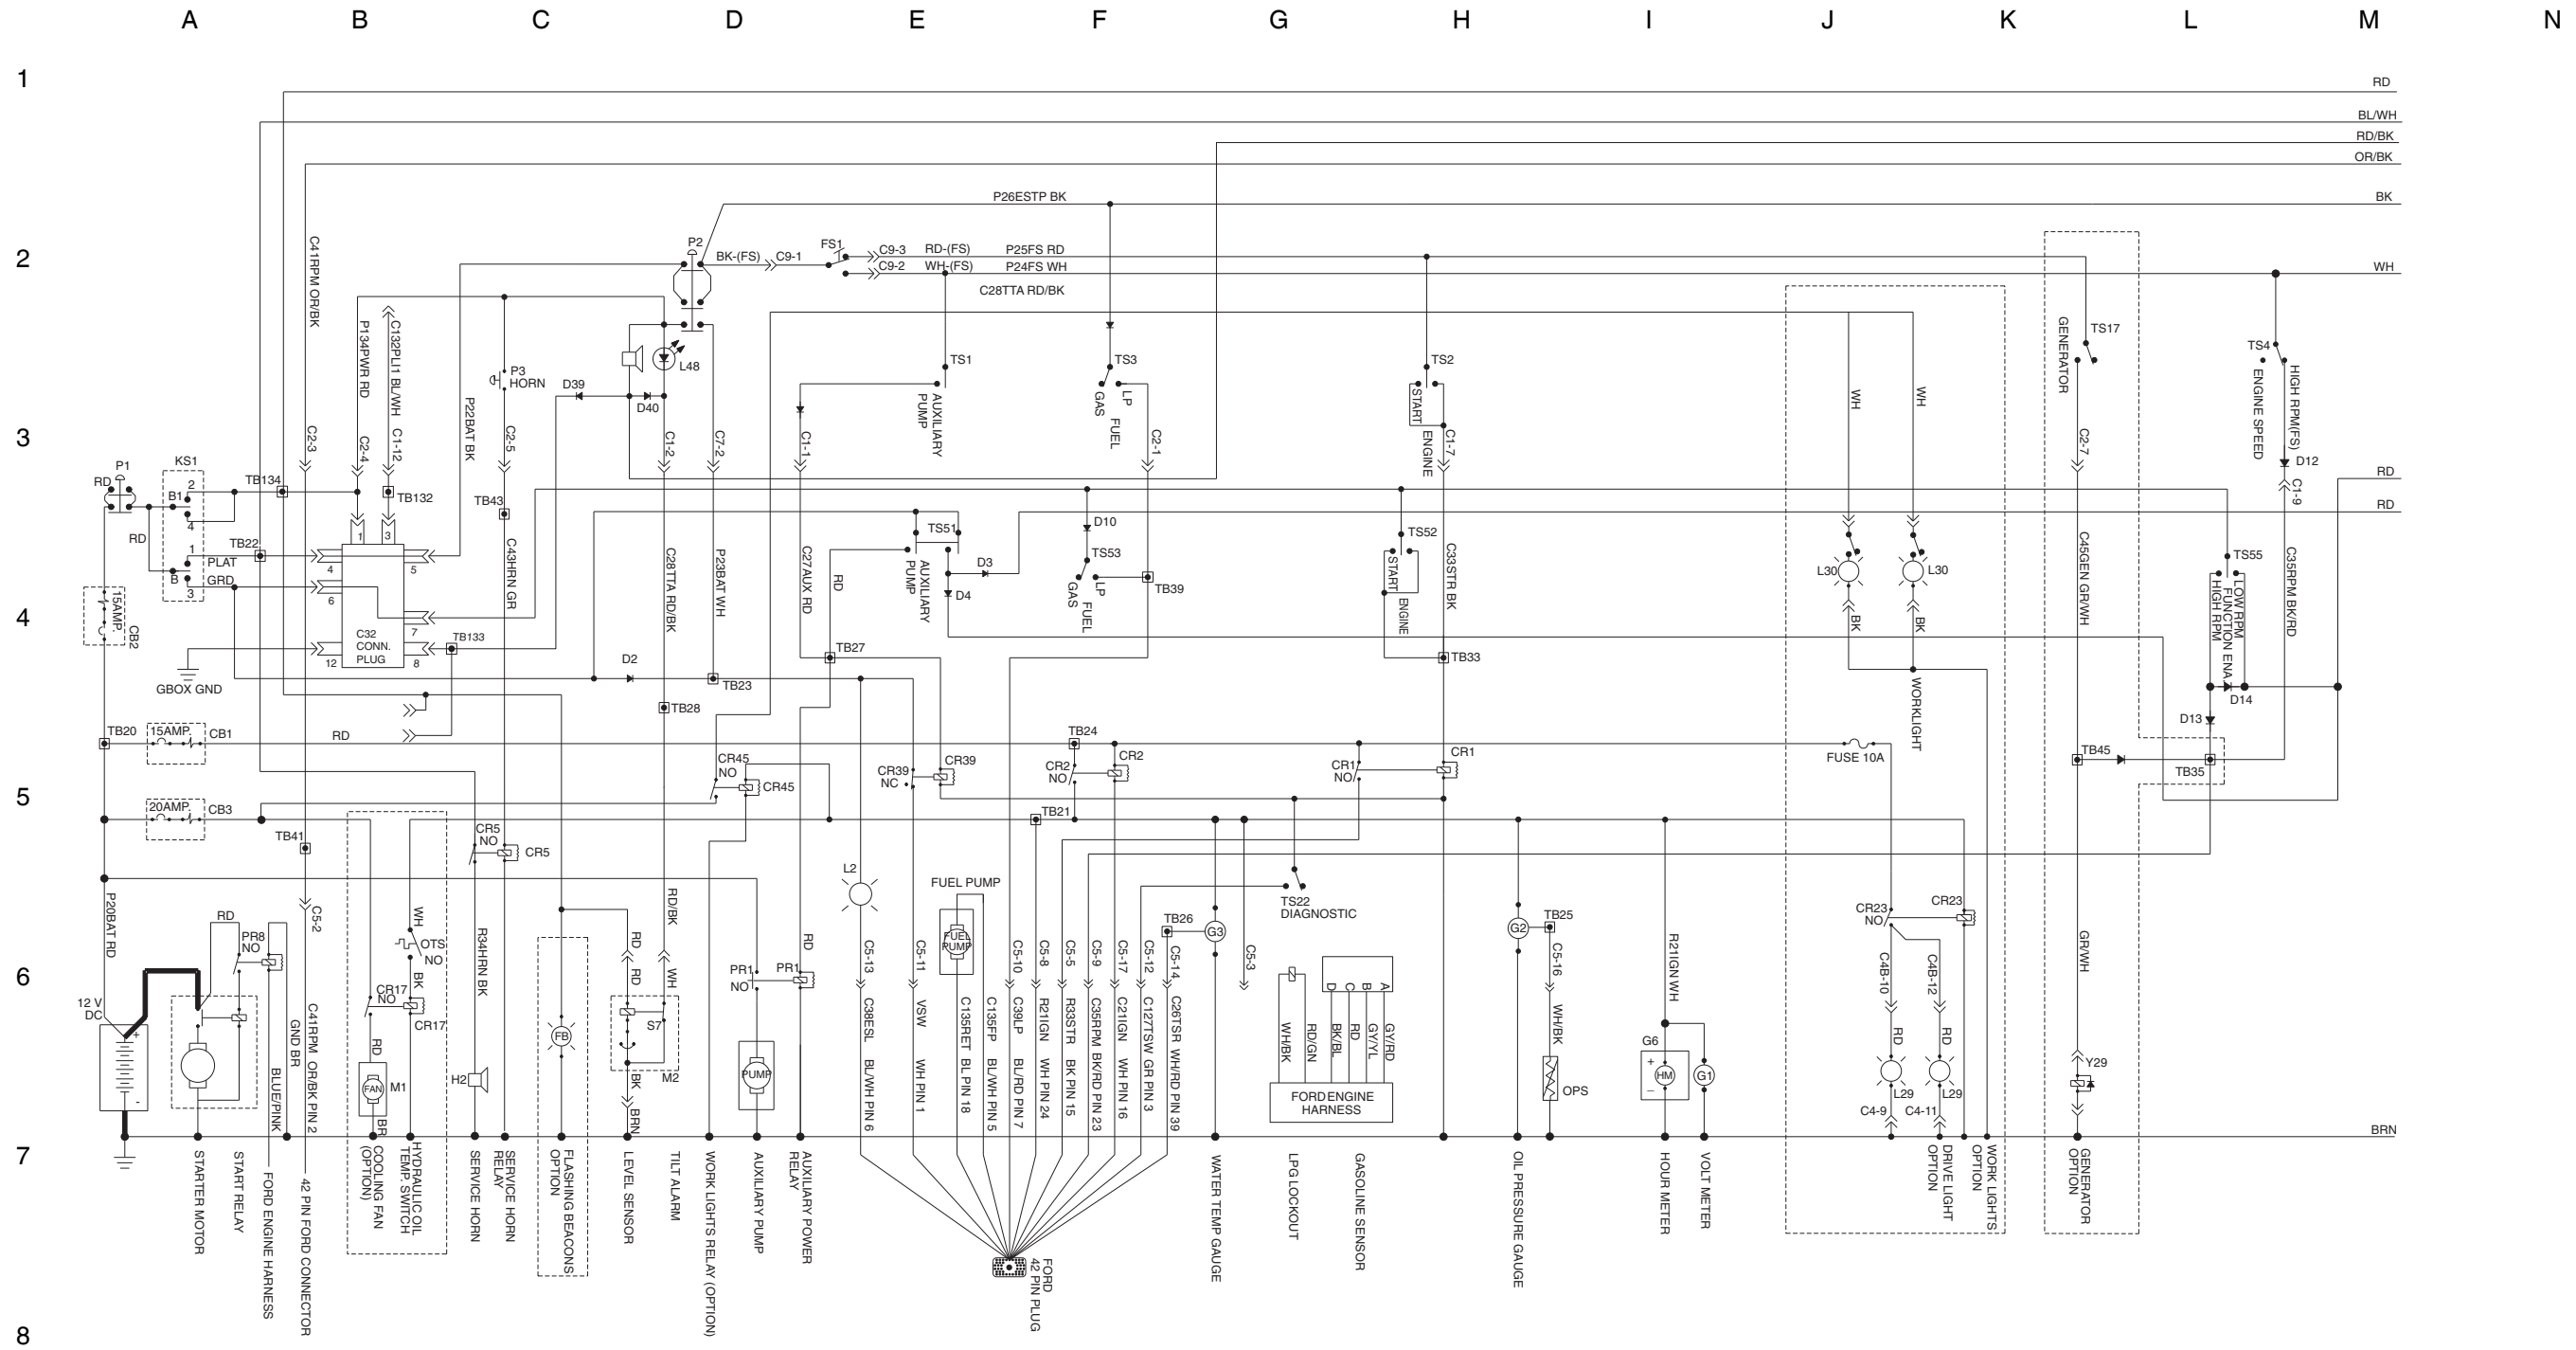 A B C D E F G H I J K L M N
1
RD
BL/WH
RD/BK
OR/BK
P26ESTP BK
BK
2
C41RPM OR/BK
P2
BK-(FS)
C9-1
FS1
C9-3
RD-(FS)
P25FS RD
C9-2
WH-(FS)
P24FS WH
WH
C28TTA RD/BK
P134PWR RD
C132PLI1 BL/WH
P3
HORN
L48
D39
D40
TS1
AUXILIARY
PUMP
TS3
GAS
LP
FUEL
TS2
START
ENGINE
WH
WH
GENERATOR
TS17
TS4
HIGH RPM(FS)
ENGINE SPEED
D12
3
P22BAT BK
C2-3
C2-4
C1-12
C2-5
C1-2
C7-2
C1-1
C2-1
C1-7
C2-7
C1-9
RD
P1
KS1
RD
TB134
TB132
TB43
2
B1
4
RD
1
PLAT
B
GRD
3
TB22
1
3
4
5
6
7
12
8
C32
CONN.
PLUG
TB133
GBOX GND
15AMP.
CB2
4
C43HRN GR
C28TTA RD/BK
P23BAT WH
C27AUX RD
RD
TS51
AUXILIARY
PUMP
D3
D4
D10
TS53
GAS
LP
FUEL
TB39
TS52
START
ENGINE
C33STR BK
RD
L30
L30
BK
BK
WORKLIGHT
C45GEN GR/WH
TS55
LOW RPM
FUNCTION ENA
HIGH RPM
C35RPM BK/RD
D14
D13
D2
TB23
TB27
TB28
TB33
TB20
15AMP.
CB1
RD
TB24
CR45
NO
CR45
CR39
NC
CR39
CR2
NO
CR2
CR1
NO
CR1
FUSE 10A
TB45
TB35
5
20AMP.
CB3
TB41
CR5
NO
CR5
TB21
L2
FUEL PUMP
FUEL
PUMP
TS22
DIAGNOSTIC
TB26
G3
G2
TB25
CR23
NO
CR23
6
P20BAT RD
RD
PR8
NO
C5-2
WH
OTS
NO
BK
CR17
NO
CR17
R34HRN BK
RD
RD
RD/BK
WH
S7
M2
PR1
NO
PR1
RD
C5-13
C5-11
C5-10
C5-8
C5-5
C5-9
C5-17
C5-12
C5-14
C5-3
C5-16
WH/BK
R21IGN WH
C4B-10
C4B-12
GR/WH
12 V
DC
+
-
BLUE/PINK
GND BR
C41RPM OR/BK PIN 2
RD
FAN
M1
BR
H2
FB
BK
BRN
PUMP
C38ESL BL/WH PIN 6
VSW WH PIN 1
C135RET BL PIN 18
C135FP BL/WH PIN 5
C39LP BL/RD PIN 7
R21IGN WH PIN 24
R33STR BK PIN 15
C35RPM BK/RD PIN 23
C21IGN WH PIN 16
C127TSW GR PIN 3
C26TSR WH/RD PIN 39
WH/BK
RD/GN
D
C
B
A
BK/BL
RD
GY/YL
GY/RD
FORD ENGINE
HARNESS
OPS
G6
+
HM
–
G1
RD
RD
L29
L29
C4-9
C4-11
Y29
BRN
7
STARTER MOTOR
START RELAY
FORD ENGINE HARNESS
42 PIN FORD CONNECTOR
COOLING FAN
(OPTION)
HYDRAULIC OIL
TEMP. SWITCH
SERVICE HORN
SERVICE HORN
RELAY
FLASHING BEACONS
OPTION
LEVEL SENSOR
TILT ALARM
WORK LIGHTS RELAY (OPTION)
AUXILIARY PUMP
AUXILIARY POWER
RELAY
FORD
42 PIN PLUG
WATER TEMP GAUGE
LPG LOCKOUT
GASOLINE SENSOR
OIL PRESSURE GAUGE
HOUR METER
VOLT METER
DRIVE LIGHT
OPTION
WORK LIGHTS
OPTION
GENERATOR
OPTION
8